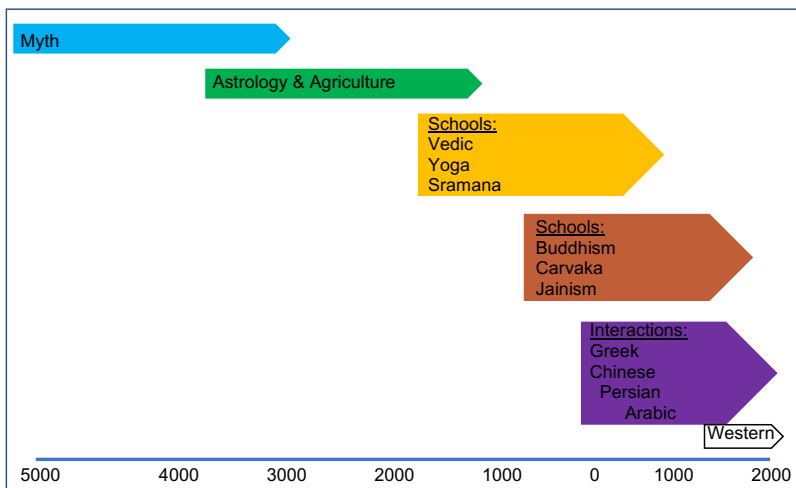 Myth
Astrology & Agriculture
Schools:
Vedic
Yoga
Sramana
Schools:
Buddhism
Carvaka
Jainism
Interactions:
Greek
Chinese
Persian
Arabic
Western
5000 4000 3000 2000 1000 0 1000 2000